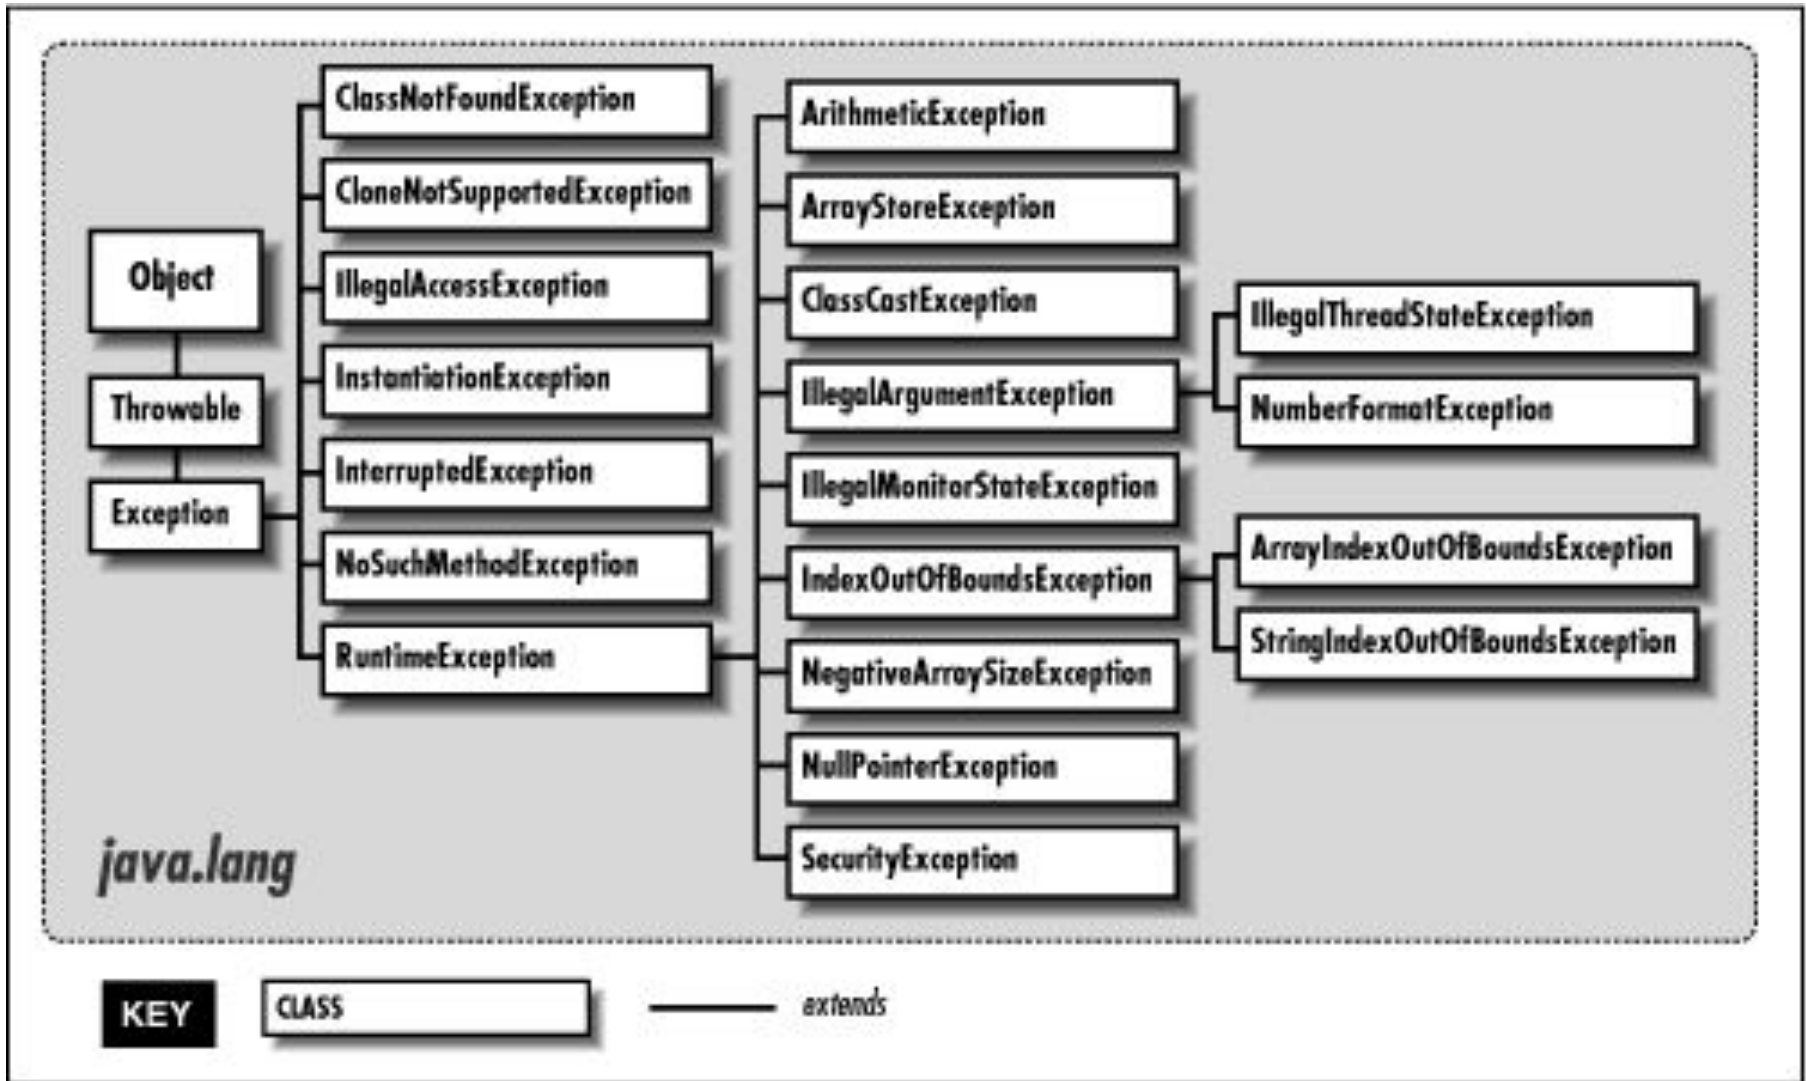 Object
Throwable
Exception
ClassNotFoundException
CloneNotSupportedException
IllegalAccessException
InstantiationException
InterruptedException
NoSuchMethodException
RuntimeException
ArithmeticException
ArrayStoreException
ClassCastException
IllegalArgumentException
IllegalMonitorStateException
IndexOutOfBoundsException
NegativeArraySizeException
NullPointerException
SecurityException
IllegalThreadStateException
NumberFormatException
ArrayIndexOutOfBoundsException
StringIndexOutOfBoundsException
java.lang
KEY
CLASS
extends